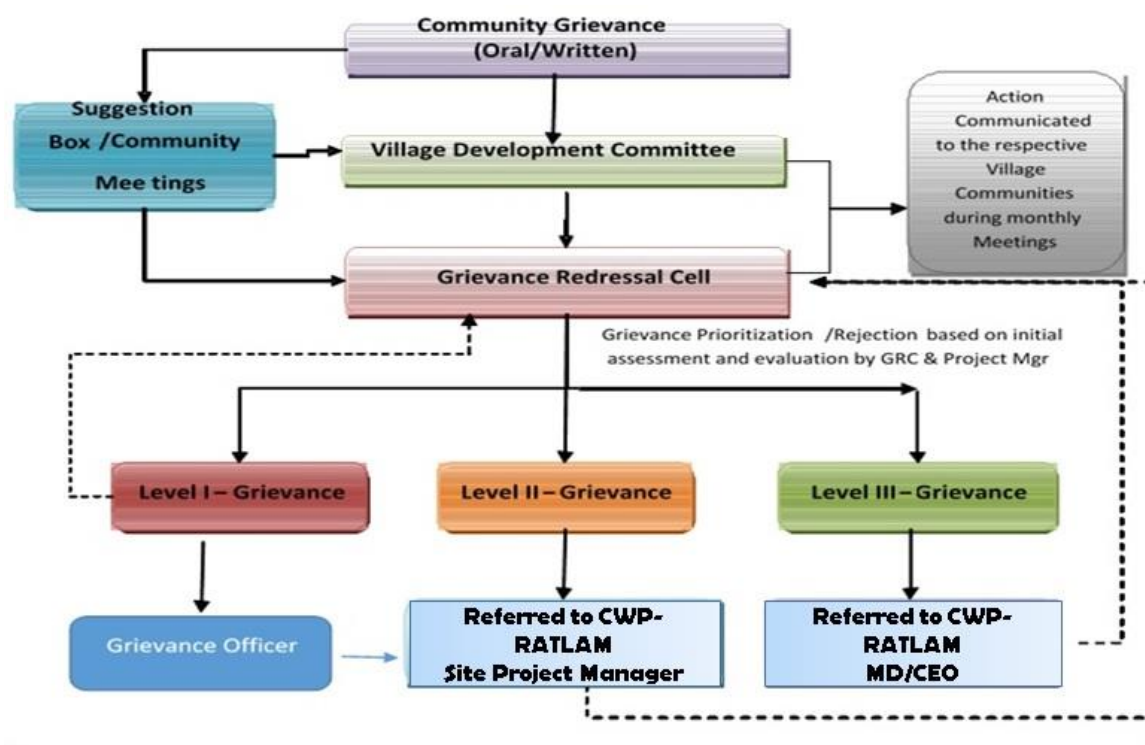 Community Grievance
(Oral/Written)
Suggestion
Box /Community
Mee tings
Village Development Committee
Action
Communicated
to the respective
Village
Communities
during monthly
Meetings
Grievance Redressal Cell
Grievance Prioritization /Rejection based on initial
assessment and evaluation by GRC & Project Mgr
Level I – Grievance
Level II – Grievance
Level III – Grievance
Grievance Officer
Referred to CWP-
RATLAM
Site Project Manager
Referred to CWP-
RATLAM
MD/CEO